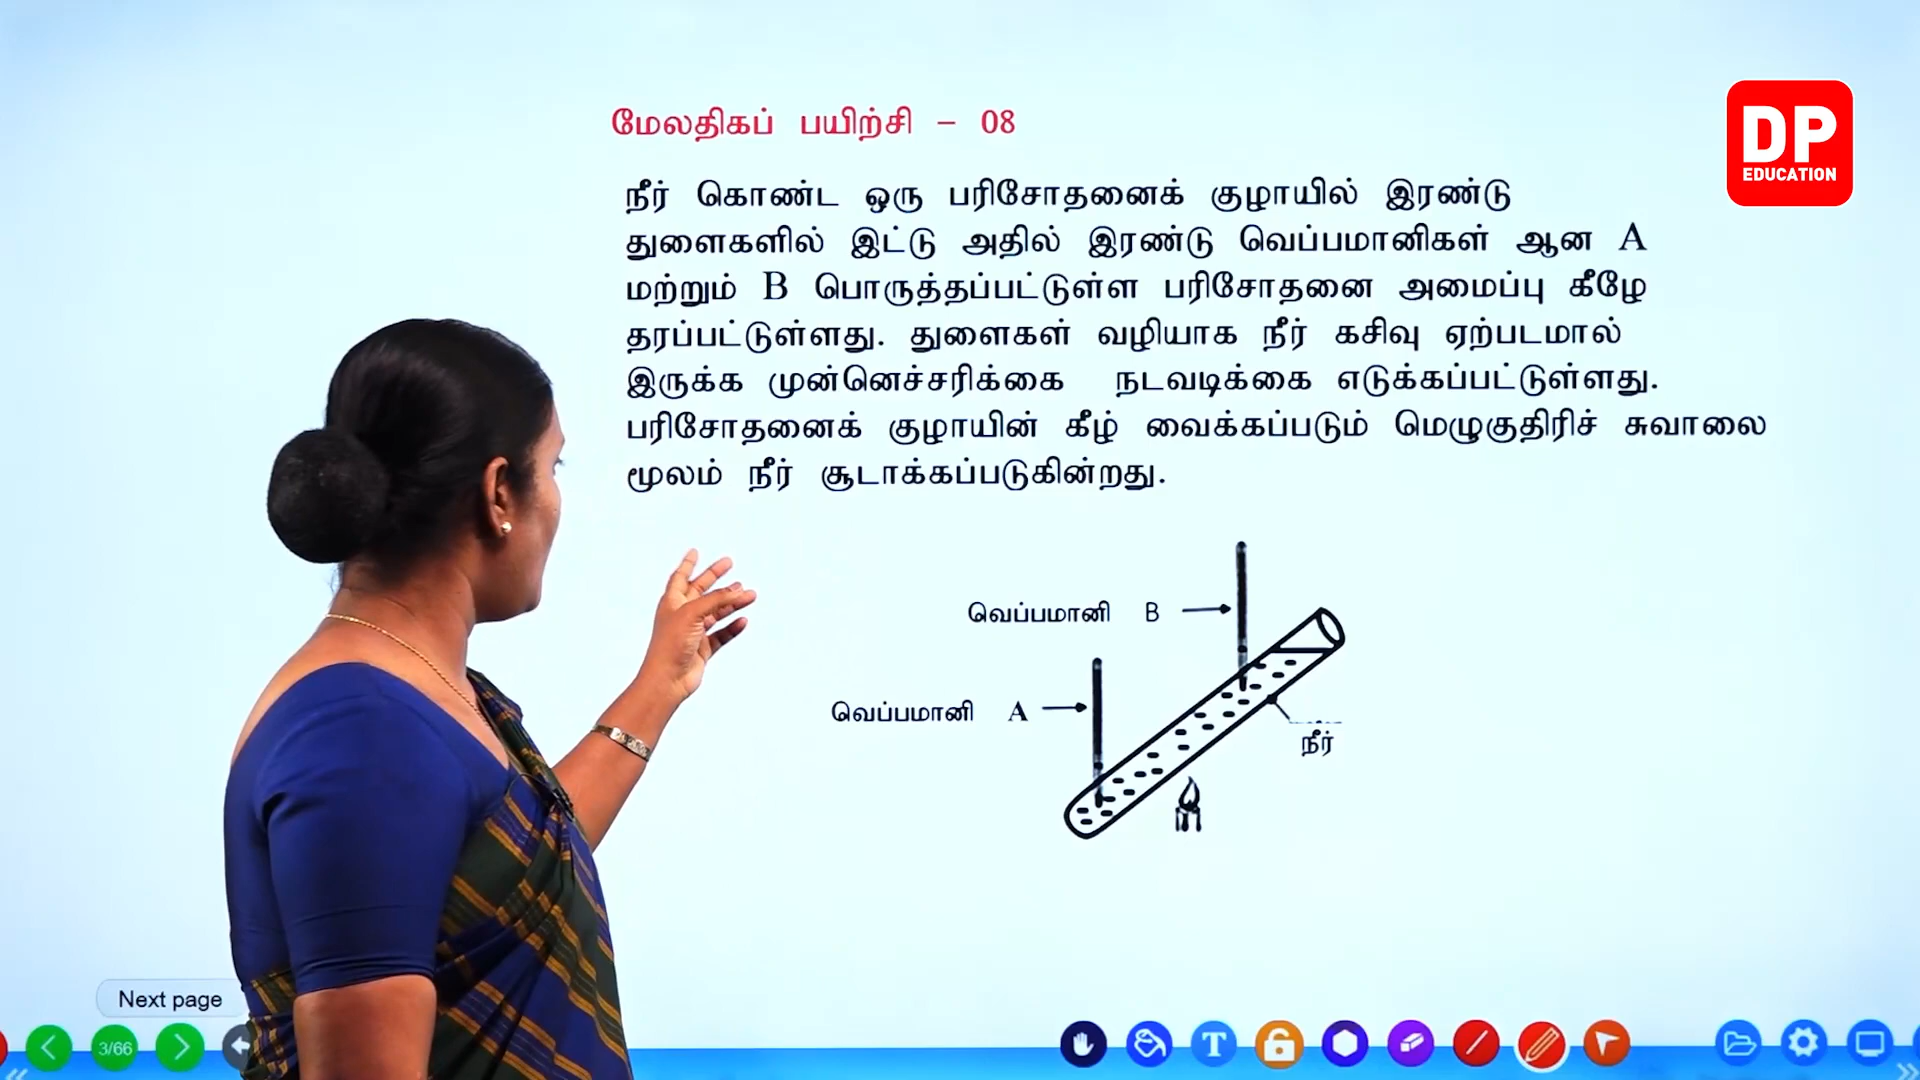 மேலதிகப் பயிற்சி – 08
DP
EDUCATION
நீர் கொண்ட ஒரு பரிசோதனைக் குழாயில் இரண்டு
துளைகளில் இட்டு அதில் இரண்டு வெப்பமானிகள் ஆன A
மற்றும் B பொருத்தப்பட்டுள்ள பரிசோதனை அமைப்பு கீழே
தரப்பட்டுள்ளது. துளைகள் வழியாக நீர் கசிவு ஏற்படமால்
இருக்க முன்னெச்சரிக்கை நடவடிக்கை எடுக்கப்பட்டுள்ளது.
பரிசோதனைக் குழாயின் கீழ் வைக்கப்படும் மெழுகுதிரிச் சுவாலை
மூலம் நீர் சூடாக்கப்படுகின்றது.
வெப்பமானி B
வெப்பமானி A
நீர்
Next page
3/66
T